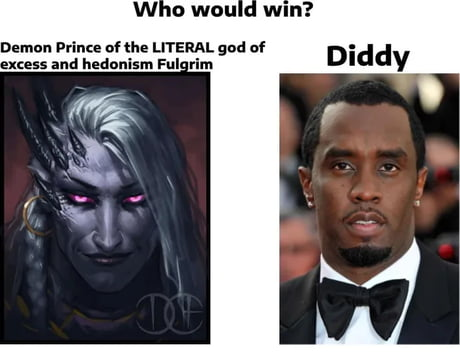 Who would win?
Demon Prince of the LITERAL god of
excess and hedonism Fulgrim
Diddy